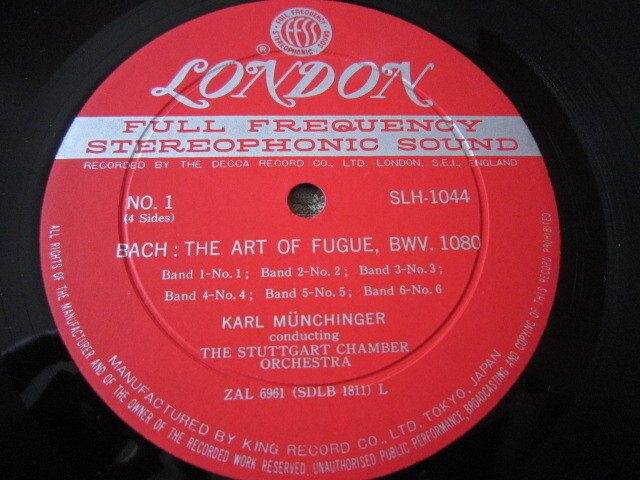 FULL FREQUENCY
FFSS
STEREOPHONIC SOUND
®
LONDON
FULL FREQUENCY
STEREOPHONIC SOUND
RECORDED BY THE DECCA RECORD CO., LTD. LONDON, S.E.I., ENGLAND
NO. 1
(4 Sides)
SLH-1044
BACH : THE ART OF FUGUE, BWV. 1080
Band 1-No. 1 ; Band 2-No. 2 ; Band 3-No. 3 ;
Band 4-No. 4 ; Band 5-No. 5 ; Band 6-No. 6
KARL MÜNCHINGER
conducting
THE STUTTGART CHAMBER
ORCHESTRA
ZAL 6961 (SDLB 1811) L
MANUFACTURED BY KING RECORD CO., LTD. TOKYO, JAPAN
ALL RIGHTS OF THE MANUFACTURER AND OF THE OWNER OF THE RECORDED WORK RESERVED, UNAUTHORISED PUBLIC PERFORMANCE, BROADCASTING AND COPYING OF THIS RECORD PROHIBITED